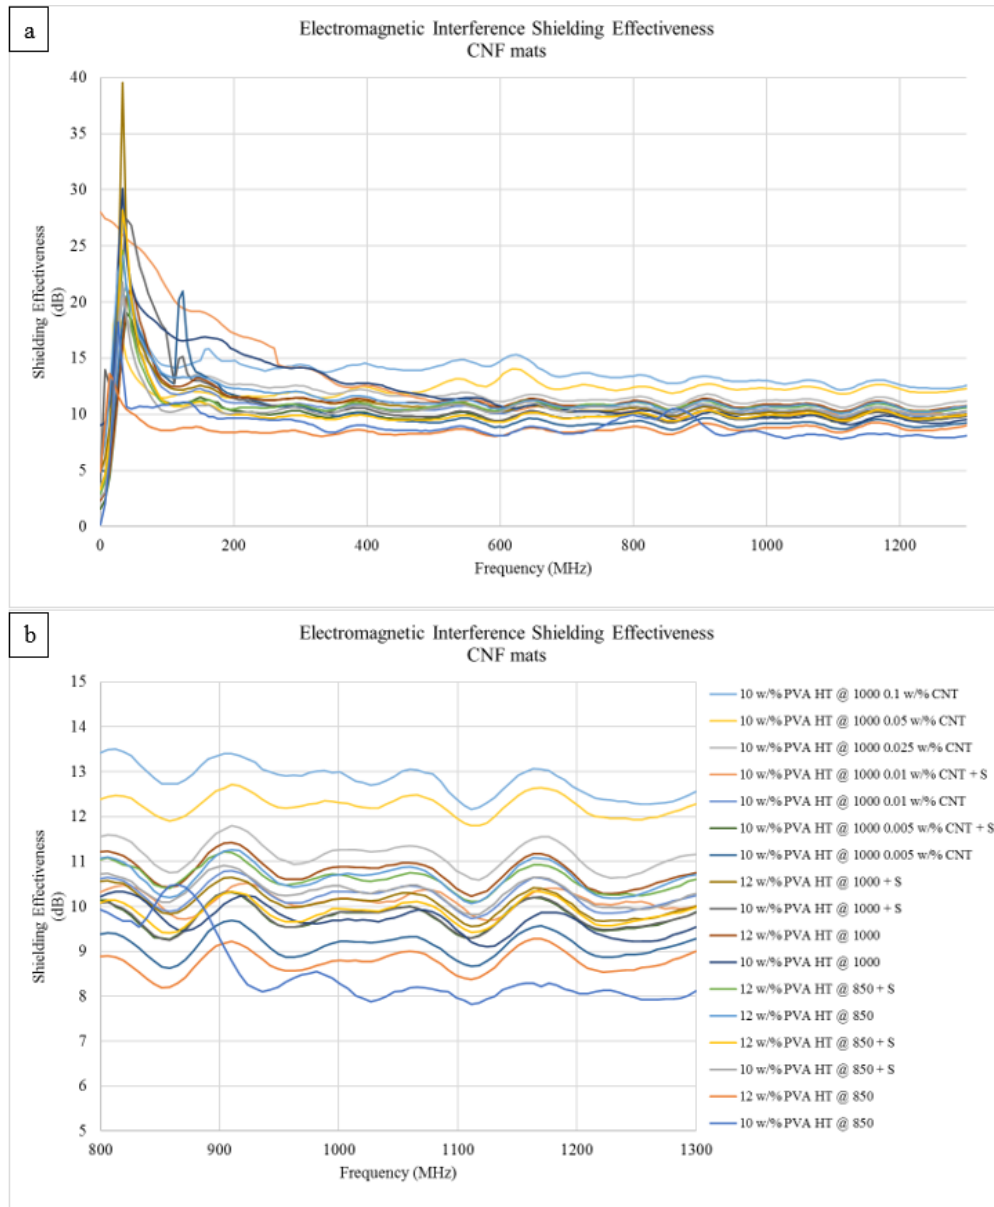 a
Electromagnetic Interference Shielding Effectiveness
CNF mats
40
35
30
25
20
15
10
5
0
Shielding Effectiveness
(dB)
0 200 400 600 800 1000 1200
Frequency (MHz)
b
Electromagnetic Interference Shielding Effectiveness
CNF mats
15
14
13
12
11
10
9
8
7
6
5
Shielding Effectiveness
(dB)
800 900 1000 1100 1200 1300
Frequency (MHz)
10 w/% PVA HT @ 1000 0.1 w/% CNT
10 w/% PVA HT @ 1000 0.05 w/% CNT
10 w/% PVA HT @ 1000 0.025 w/% CNT
10 w/% PVA HT @ 1000 0.01 w/% CNT + S
10 w/% PVA HT @ 1000 0.01 w/% CNT
10 w/% PVA HT @ 1000 0.005 w/% CNT + S
10 w/% PVA HT @ 1000 0.005 w/% CNT
12 w/% PVA HT @ 1000 + S
10 w/% PVA HT @ 1000 + S
12 w/% PVA HT @ 1000
10 w/% PVA HT @ 1000
12 w/% PVA HT @ 850 + S
12 w/% PVA HT @ 850
12 w/% PVA HT @ 850 + S
10 w/% PVA HT @ 850 + S
12 w/% PVA HT @ 850
10 w/% PVA HT @ 850